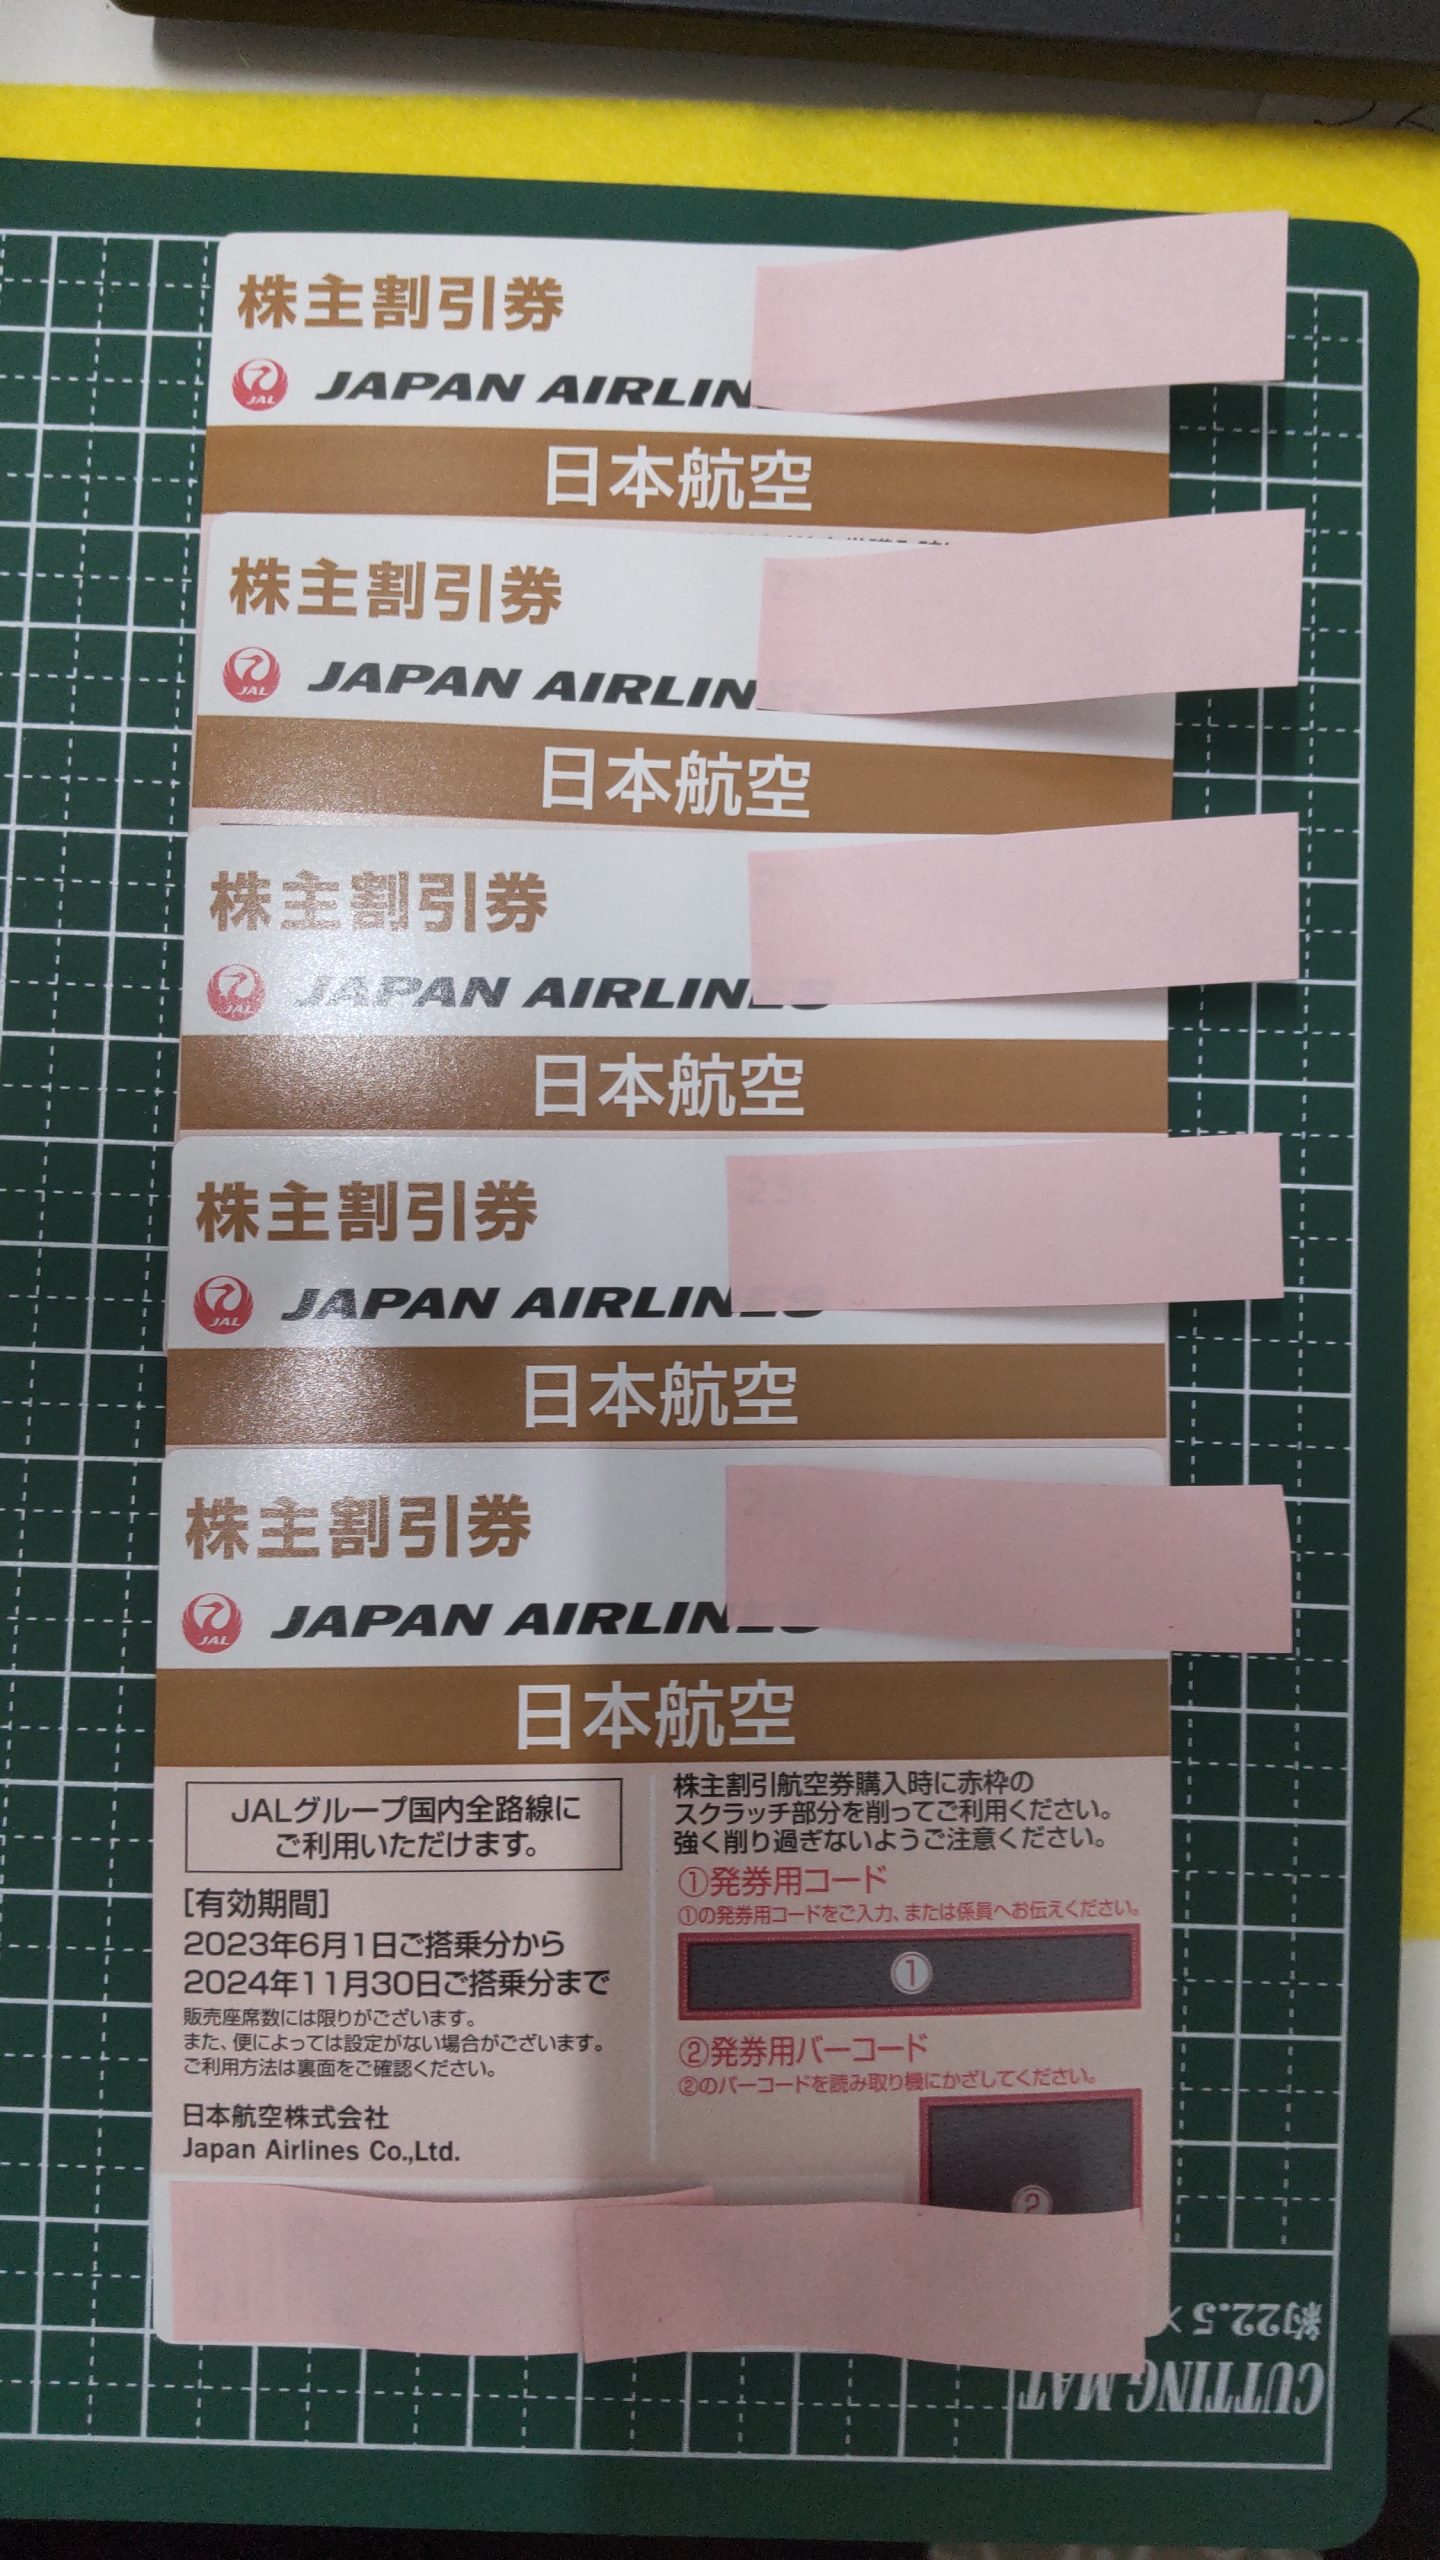 株主割引券
JAL JAPAN AIRLIN
日本航空
株主割引券
JAL JAPAN AIRLIN
日本航空
株主割引券
JAL JAPAN AIRLINES
日本航空
株主割引券
JAL JAPAN AIRLINES
日本航空
株主割引券
JAL JAPAN AIRLINES
日本航空
JALグループ国内全路線に
ご利用いただけます。
[有効期間]
2023年6月1日ご搭乗分から
2024年11月30日ご搭乗分まで
販売座席数には限りがございます。
また、便によっては設定がない場合がございます。
ご利用方法は裏面をご確認ください。
日本航空株式会社
Japan Airlines Co.,Ltd.
株主割引航空券購入時に赤枠の
スクラッチ部分を削ってご利用ください。
強く削り過ぎないようご注意ください。
①発券用コード
①の発券用コードをご入力、または係員へお伝えください。
①
②発券用バーコード
②のバーコードを読み取り機にかざしてください。
②
CUTTING MAT
約22.5×